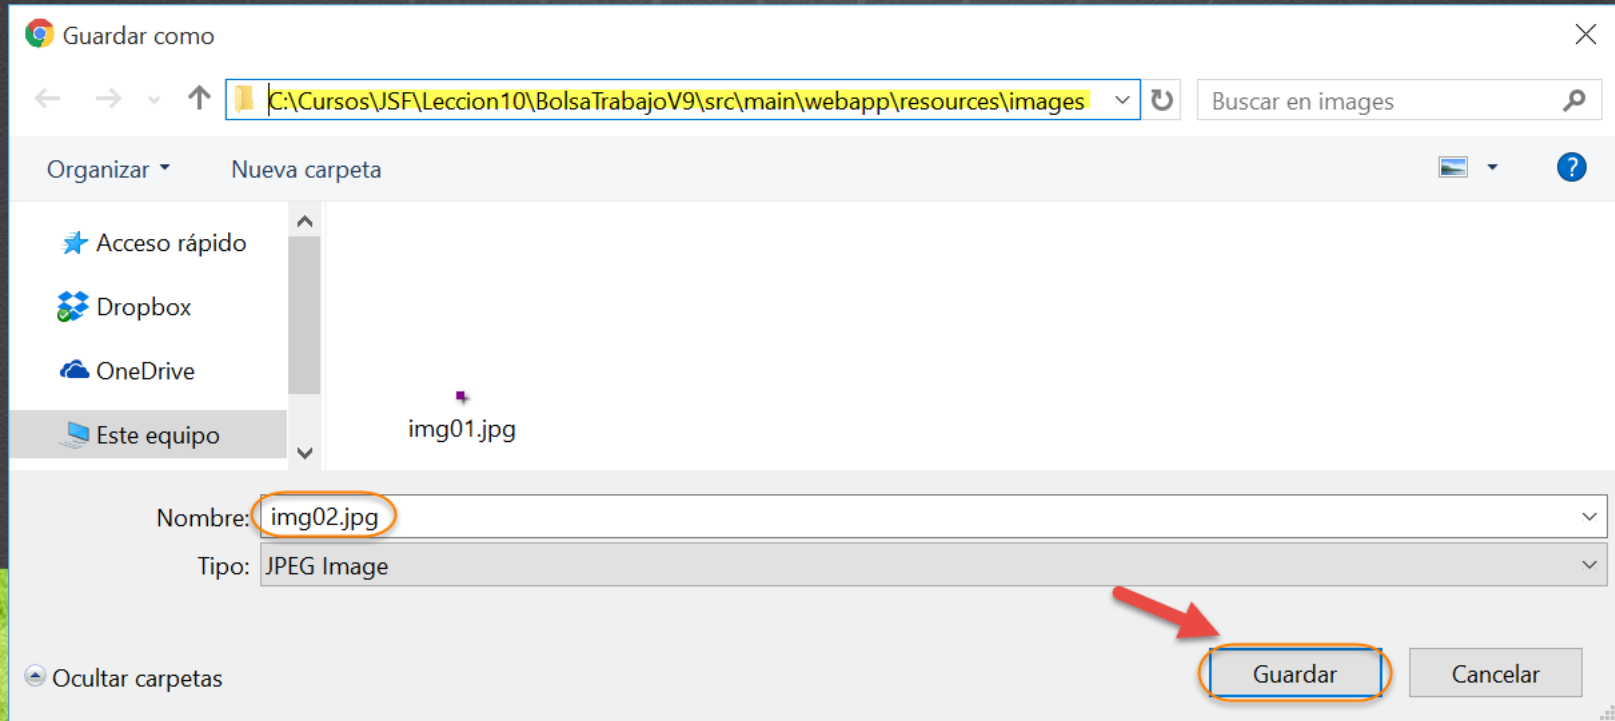 Guardar como
C:\Cursos\JSF\Leccion10\BolsaTrabajoV9\src\main\webapp\resources\images
Buscar en images
Organizar
Nueva carpeta
?
Acceso rápido
Dropbox
OneDrive
Este equipo
img01.jpg
Nombre: img02.jpg
Tipo: JPEG Image
Ocultar carpetas
Guardar
Cancelar